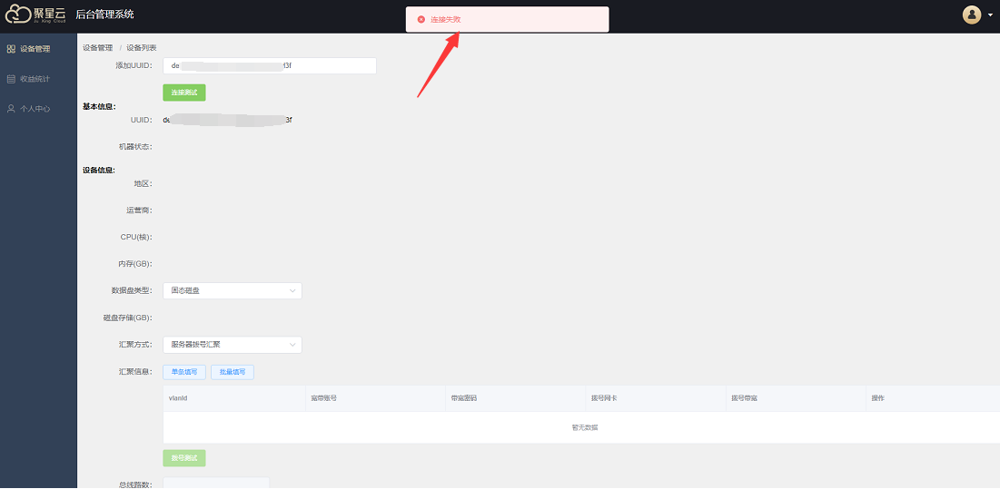 聚星云
Ju Xing Cloud
后台管理系统
连接失败
设备管理
收益统计
个人中心
设备管理 / 设备列表
添加UUID: de
3f
连接测试
基本信息:
UUID: de
3f
机器状态:
设备信息:
地区:
运营商:
CPU(核):
内存(GB):
数据盘类型: 固态磁盘
磁盘存储(GB):
汇聚方式: 服务器拨号汇聚
汇聚信息: 单条填写 批量填写
vlanId 宽带账号 带宽密码 拨号网卡 拨号带宽 操作
暂无数据
拨号测试
总线路数: